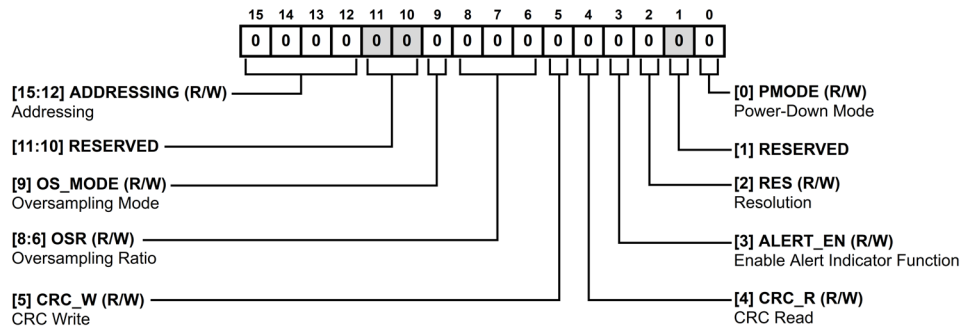 15 14 13 12 11 10 9 8 7 6 5 4 3 2 1 0
0 0 0 0 0 0 0 0 0 0 0 0 0 0 0 0
[15:12] ADDRESSING (R/W)
Addressing
[11:10] RESERVED
[9] OS_MODE (R/W)
Oversampling Mode
[8:6] OSR (R/W)
Oversampling Ratio
[5] CRC_W (R/W)
CRC Write
[0] PMODE (R/W)
Power-Down Mode
[1] RESERVED
[2] RES (R/W)
Resolution
[3] ALERT_EN (R/W)
Enable Alert Indicator Function
[4] CRC_R (R/W)
CRC Read